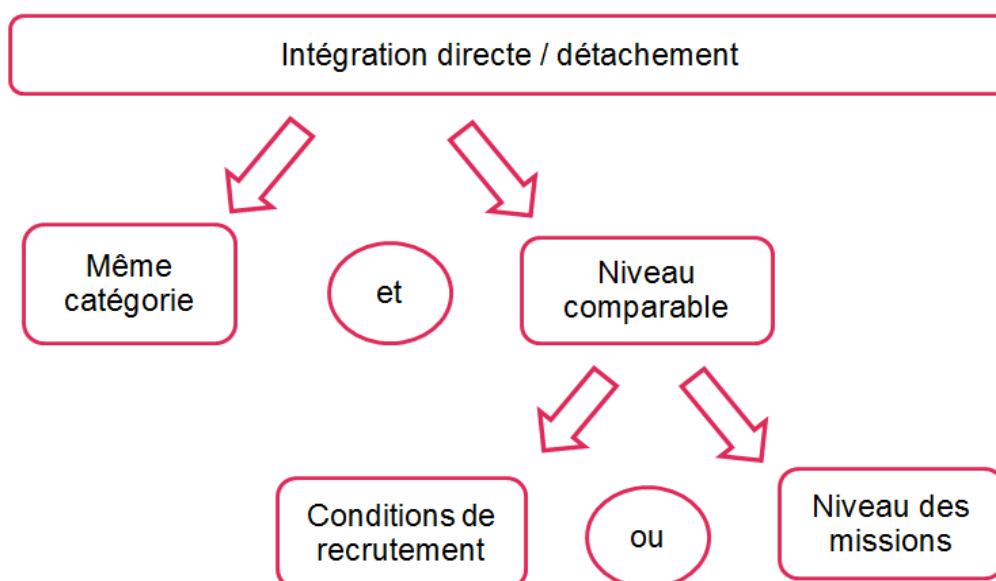 Intégration directe / détachement
Même
catégorie
et
Niveau
comparable
Conditions de
recrutement
ou
Niveau des
missions